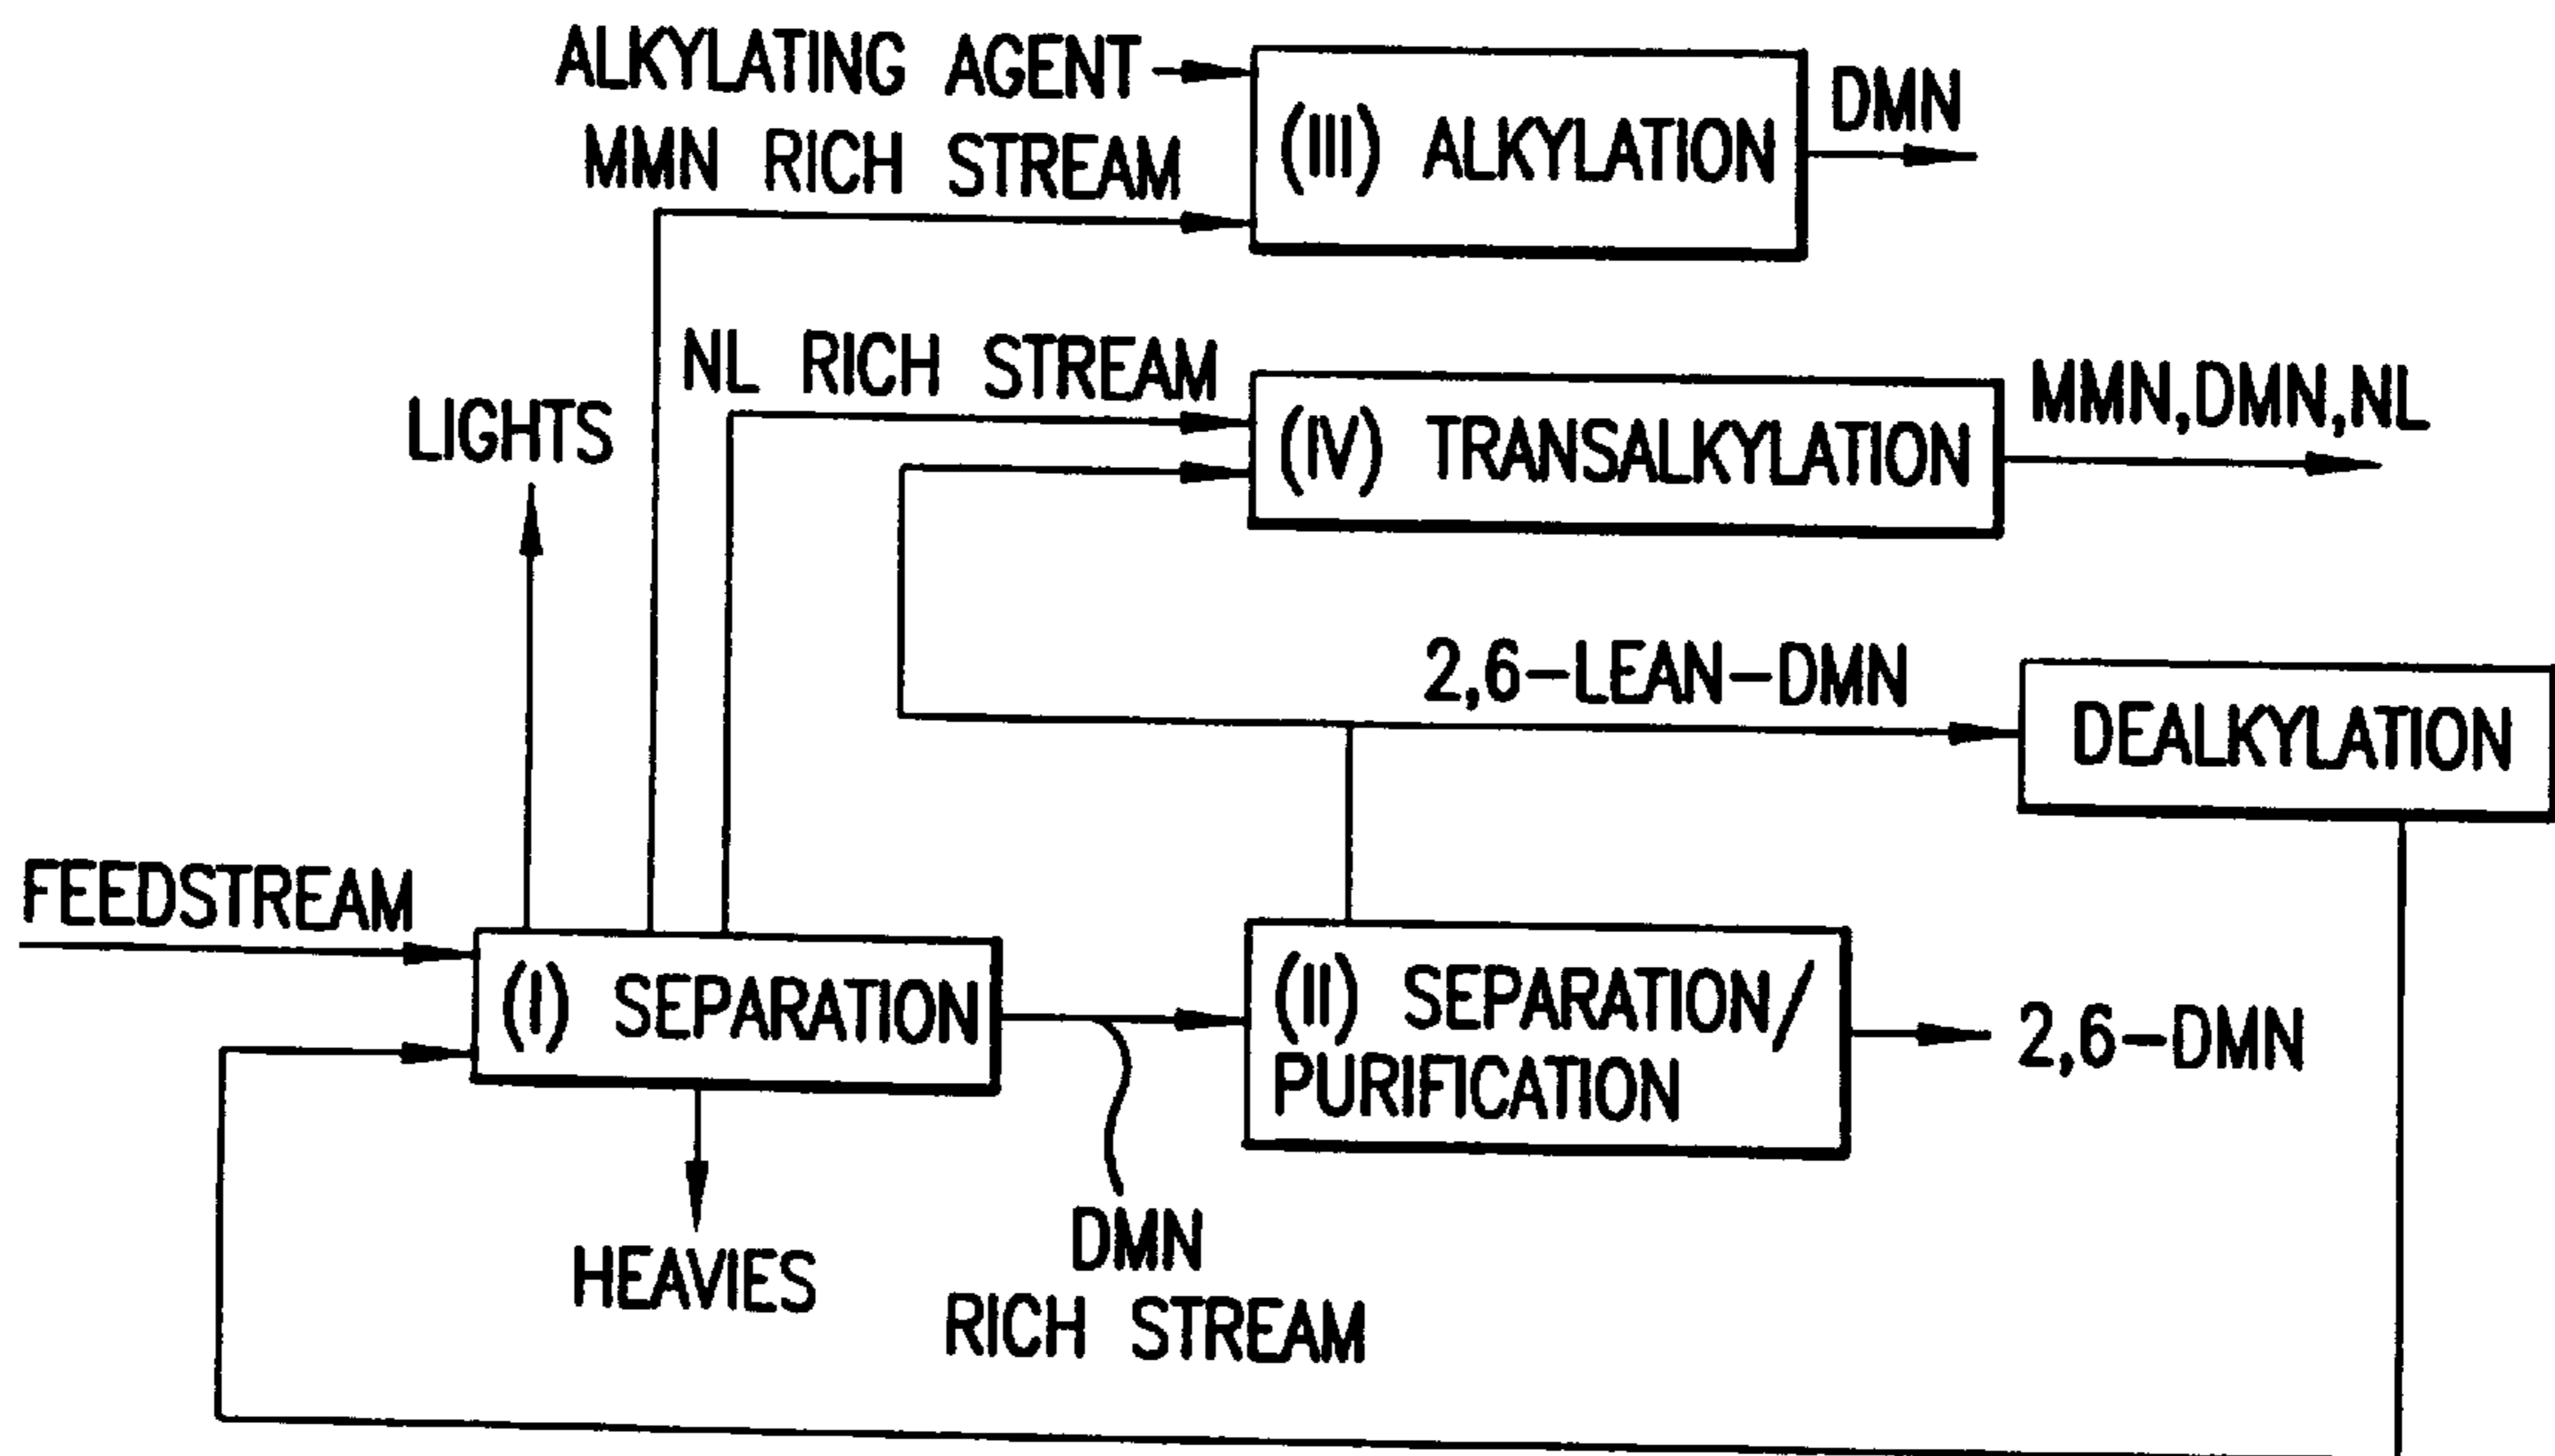 ALKYLATING AGENT
MMN RICH STREAM
(III) ALKYLATION
DMN
NL RICH STREAM
LIGHTS
(IV) TRANSALKYLATION
MMN,DMN,NL
2,6-LEAN-DMN
DEALKYLATION
FEEDSTREAM
(I) SEPARATION
(II) SEPARATION/
PURIFICATION
2,6-DMN
HEAVIES
DMN
RICH STREAM